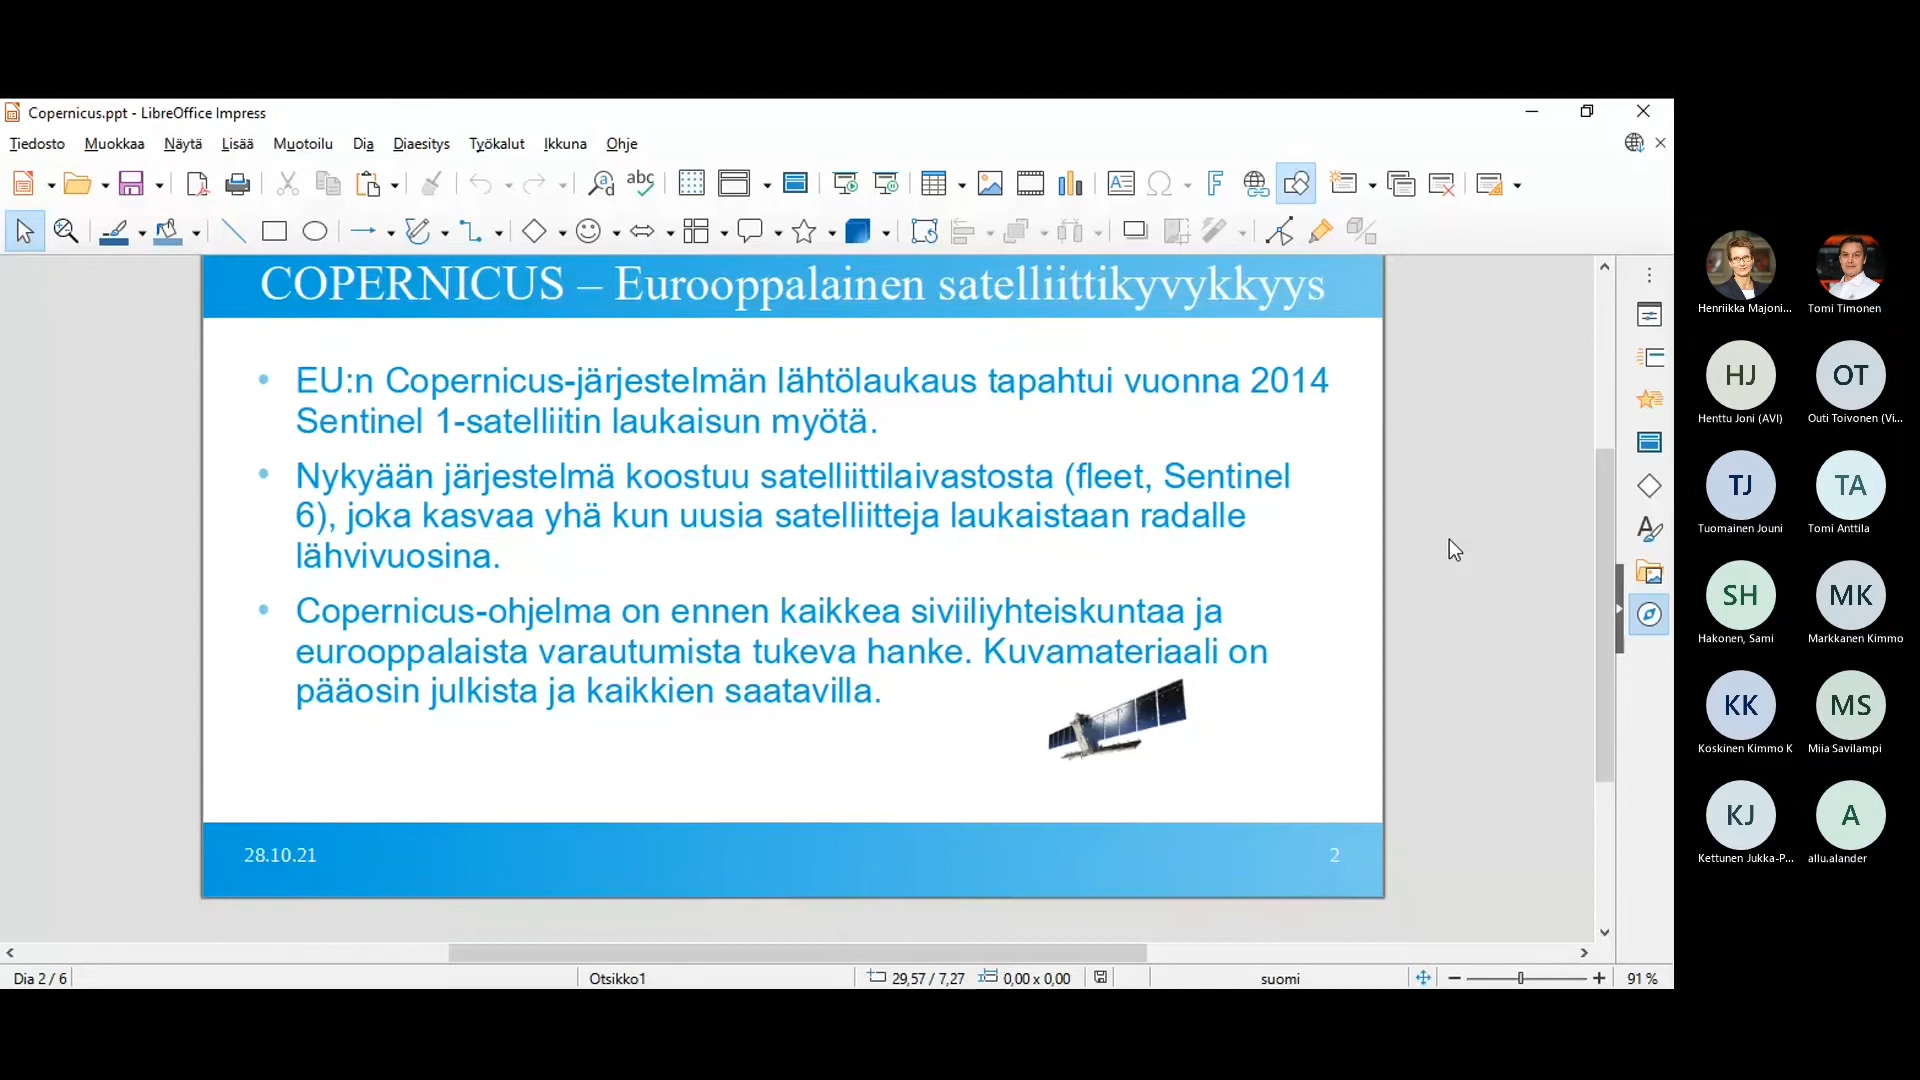 Copernicus.ppt - LibreOffice Impress
Tiedosto Muokkaa Näytä Lisää Muotoilu Dia Diaesitys Työkalut Ikkuna Ohje
COPERNICUS – Eurooppalainen satelliittikyvykkyys
• EU:n Copernicus-järjestelmän lähtölaukaus tapahtui vuonna 2014
Sentinel 1-satelliitin laukaisun myötä.
• Nykyään järjestelmä koostuu satelliittilaivastosta (fleet, Sentinel
6), joka kasvaa yhä kun uusia satelliitteja laukaistaan radalle
lähvivuosina.
• Copernicus-ohjelma on ennen kaikkea siviiliyhteiskuntaa ja
eurooppalaista varautumista tukeva hanke. Kuvamateriaali on
pääosin julkista ja kaikkien saatavilla.
28.10.21 2
Dia 2 / 6 Otsikko1 29,57 / 7,27 0,00 x 0,00 suomi 91 %
Henriikka Majoni... Tomi Timonen
HJ OT
Henttu Joni (AVI) Outi Toivonen (Vi...
TJ TA
Tuomainen Jouni Tomi Anttila
SH MK
Hakonen, Sami Markkanen Kimmo
KK MS
Koskinen Kimmo K Miia Savilampi
KJ A
Kettunen Jukka-P... allu.alander